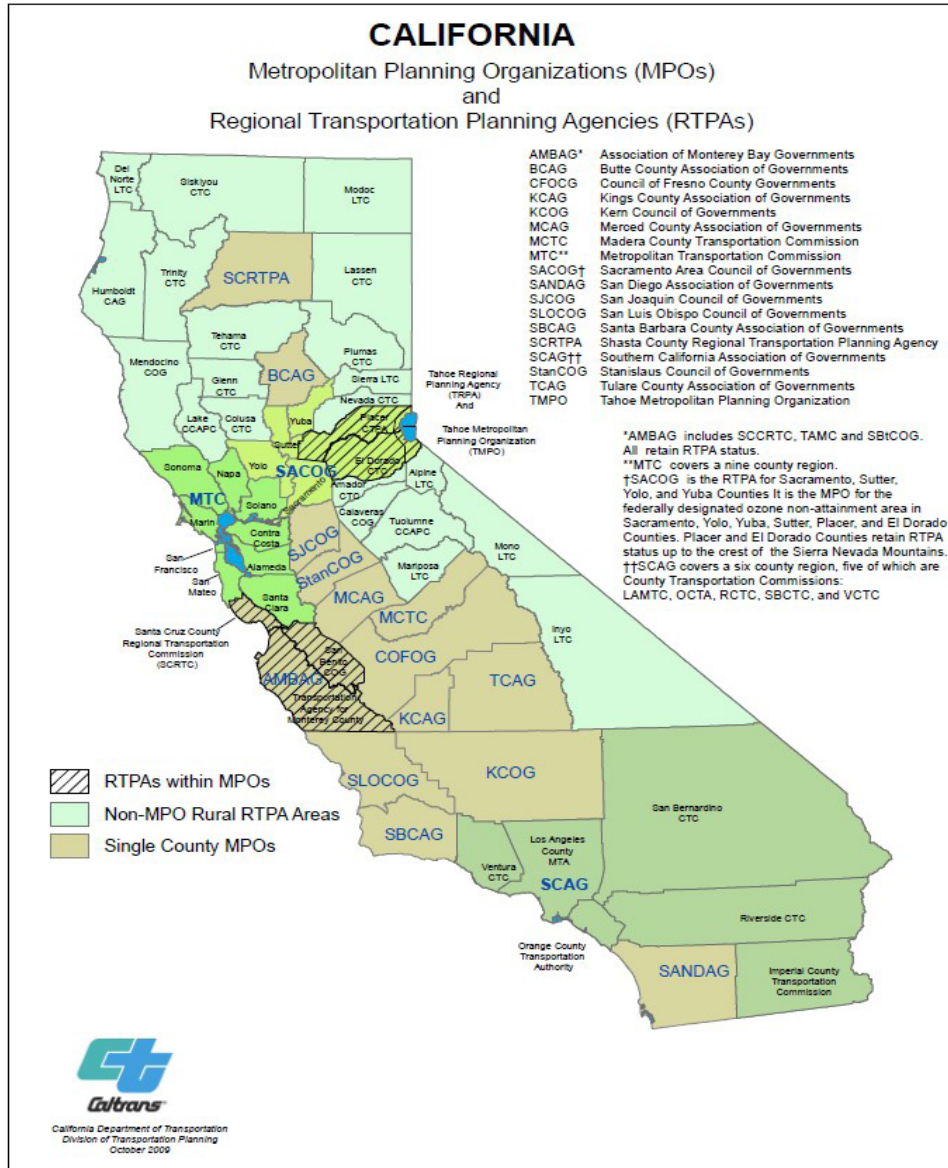 CALIFORNIA
Metropolitan Planning Organizations (MPOs)
and
Regional Transportation Planning Agencies (RTPAs)
AMBAG* Association of Monterey Bay Governments
BCAG Butte County Association of Governments
CFOCG Council of Fresno County Governments
KCAG Kings County Association of Governments
KCOG Kern Council of Governments
MCAG Merced County Association of Governments
MCTC Madera County Transportation Commission
MTC** Metropolitan Transportation Commission
SACOG† Sacramento Area Council of Governments
SANDAG San Diego Association of Governments
SJCOG San Joaquin Council of Governments
SLOCOG San Luis Obispo Council of Governments
SBCAG Santa Barbara County Association of Governments
SCRTPA Shasta County Regional Transportation Planning Agency
SCAG†† Southern California Association of Governments
StanCOG Stanislaus Council of Governments
TCAG Tulare County Association of Governments
TMPO Tahoe Metropolitan Planning Organization
*AMBAG includes SCCRTC, TAMC and SBtCOG.
All retain RTPA status.
**MTC covers a nine county region.
†SACOG is the RTPA for Sacramento, Sutter,
Yolo, and Yuba Counties It is the MPO for the
federally designated ozone non-attainment area in
Sacramento, Yolo, Yuba, Sutter, Placer, and El Dorado
Counties. Placer and El Dorado Counties retain RTPA
status up to the crest of the Sierra Nevada Mountains.
††SCAG covers a six county region, five of which are
County Transportation Commissions:
LAMTC, OCTA, RCTC, SBCTC, and VCTC
Del
Norte
LTC
Siskiyou
CTC
Modoc
LTC
Humboldt
CAG
Trinity
CTC
SCRTPA
Lassen
CTC
Tehama
CTC
Plumas
CTC
Mendocino
COG
Glenn
CTC
BCAG
Sierra LTC
Nevada CTC
Tahoe Regional
Planning Agency
(TRPA)
And
Tahoe Metropolitan
Planning Organization
(TMPO)
Lake
CCAPC
Colusa
CTC
Yuba
Sutter
Placer
CTPA
El Dorado
CTC
Sonoma
Napa
Yolo
SACOG
Sacramento
Amador
CTC
Alpine
LTC
MTC
Solano
Calaveras
COG
Tuolumne
CCAPC
Marin
Contra
Costa
SJCOG
Mono
LTC
San
Francisco
Alameda
StanCOG
Mariposa
LTC
San
Mateo
Santa
Clara
MCAG
MCTC
Inyo
LTC
Santa Cruz County
Regional Transportation
Commission
(SCRTC)
San
Benito
COG
COFOG
TCAG
AMBAG
Transportation
Agency for
Monterey County
KCAG
SLOCOG
KCOG
SBCAG
San Bernardino
CTC
Ventura
CTC
Los Angeles
County
MTA
SCAG
Riverside CTC
Orange County
Transportation
Authority
SANDAG
Imperial County
Transportation
Commission
RTPAs within MPOs
Non-MPO Rural RTPA Areas
Single County MPOs
ct
Caltrans
California Department of Transportation
Division of Transportation Planning
October 2009